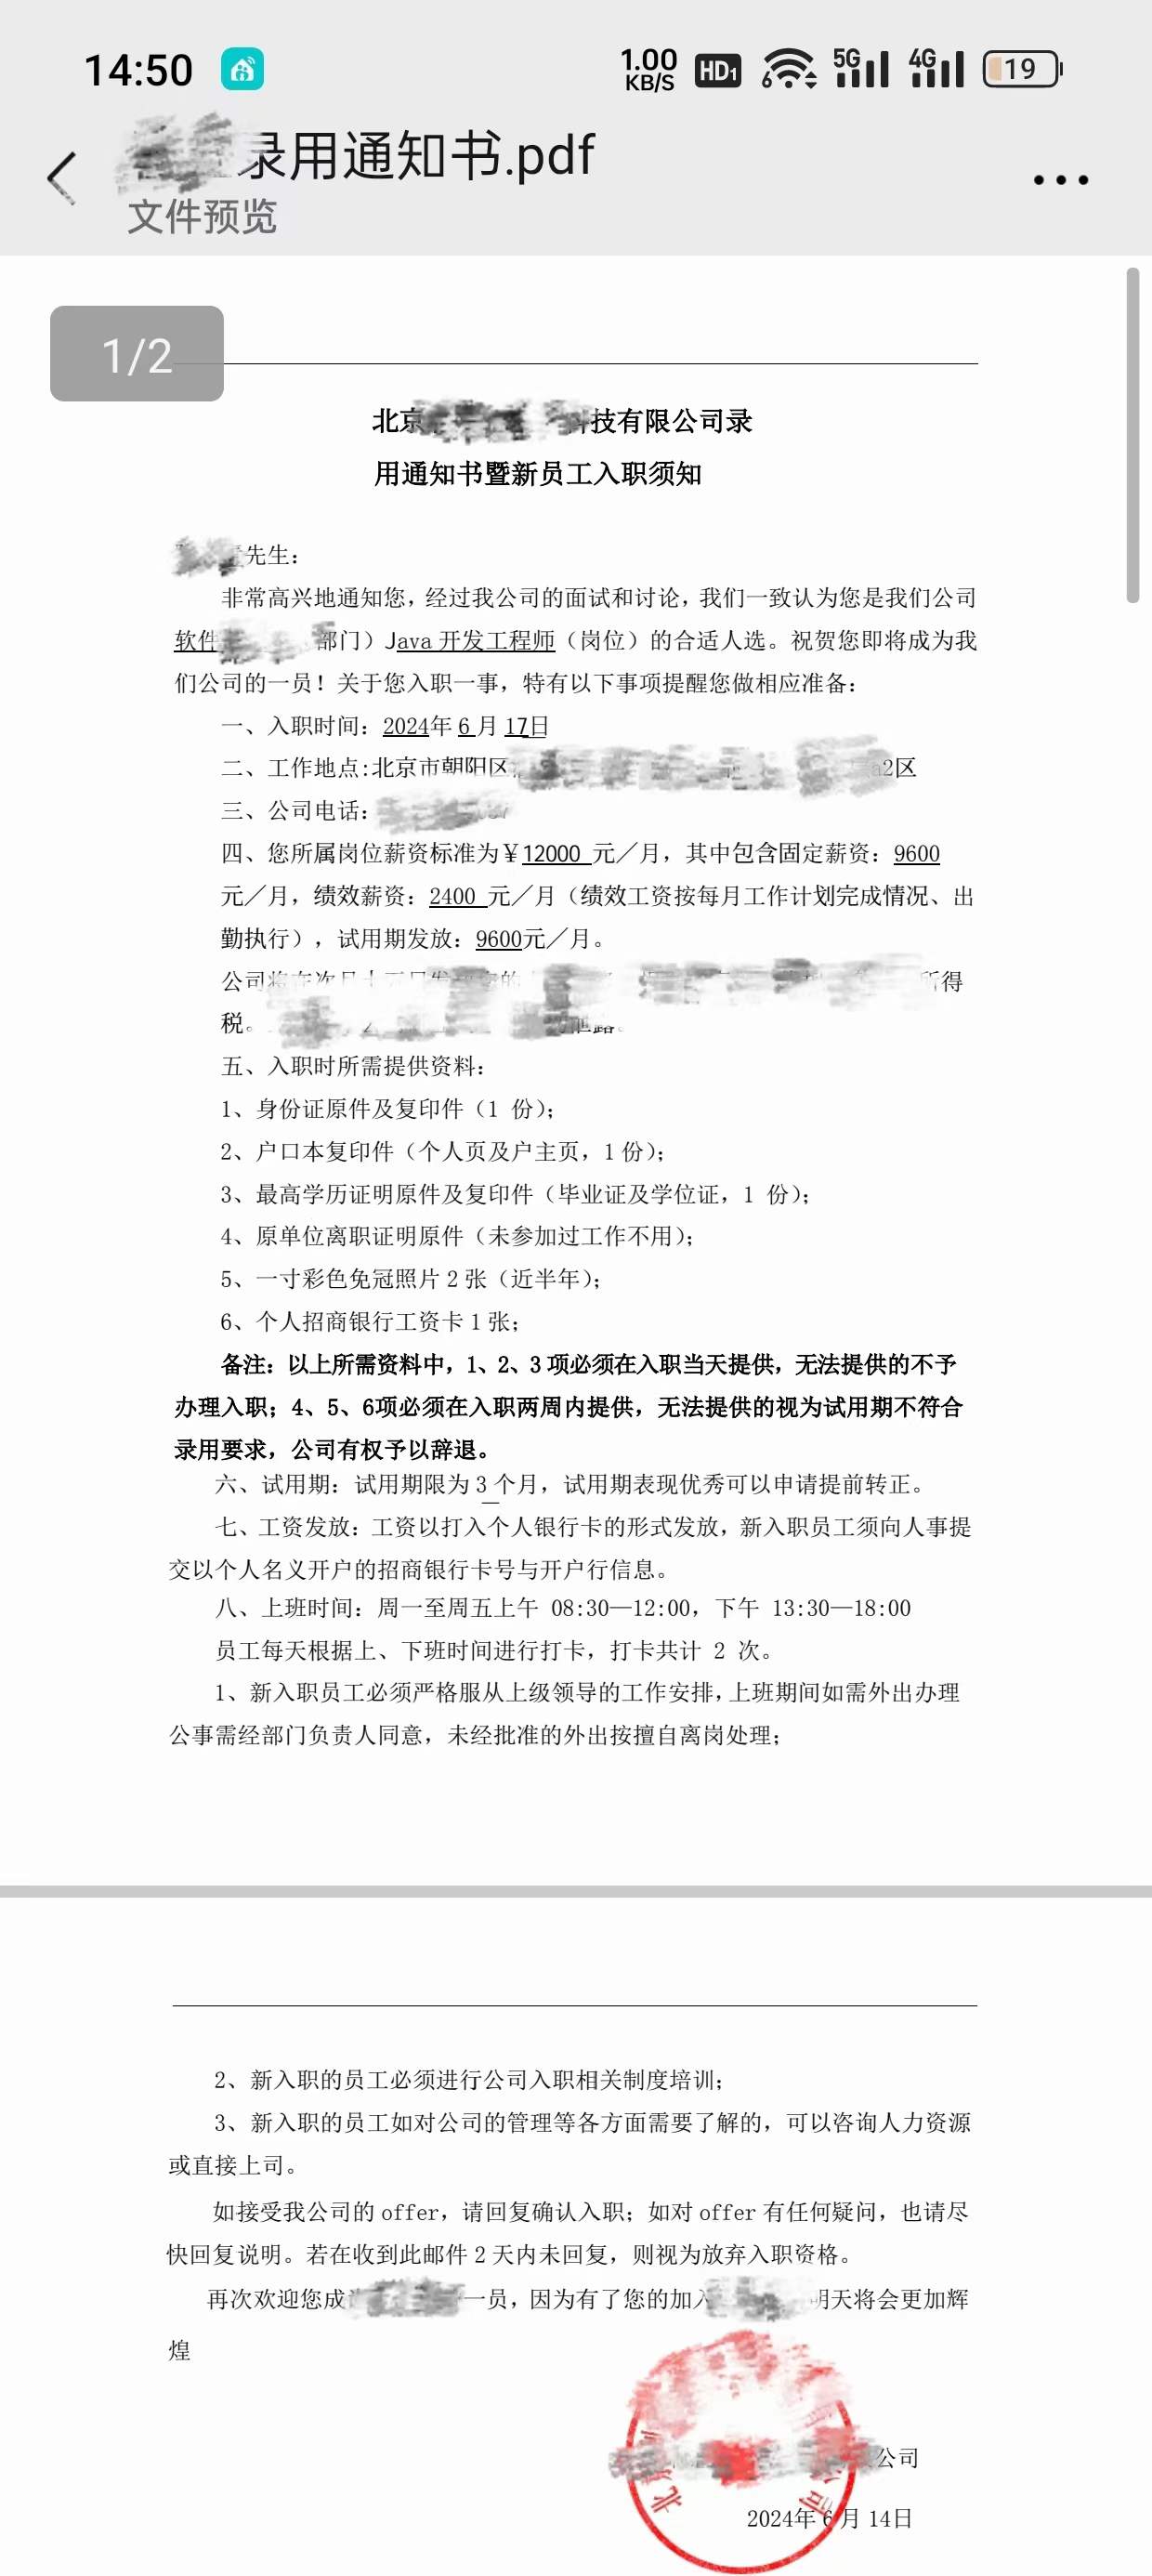 14:50
1.00
KB/S
HD1
6
5G
4G
19
录用通知书.pdf
文件预览
1/2
北京 技有限公司录
用通知书暨新员工入职须知
先生：
非常高兴地通知您，经过我公司的面试和讨论，我们一致认为您是我们公司
软件 部门）Java 开发工程师（岗位）的合适人选。祝贺您即将成为我
们公司的一员！关于您入职一事，特有以下事项提醒您做相应准备：
一、入职时间：2024年 6 月 17日
二、工作地点:北京市朝阳区 a2区
三、公司电话：
四、您所属岗位薪资标准为￥12000 元／月，其中包含固定薪资：9600
元／月，绩效薪资：2400 元／月（绩效工资按每月工作计划完成情况、出
勤执行），试用期发放：9600元／月。
公司 所得
税。
五、入职时所需提供资料：
1、身份证原件及复印件（1 份）；
2、户口本复印件（个人页及户主页，1 份）；
3、最高学历证明原件及复印件（毕业证及学位证，1 份）；
4、原单位离职证明原件（未参加过工作不用）；
5、一寸彩色免冠照片 2 张（近半年）；
6、个人招商银行工资卡 1 张；
备注：以上所需资料中，1、2、3 项必须在入职当天提供，无法提供的不予
办理入职；4、5、6项必须在入职两周内提供，无法提供的视为试用期不符合
录用要求，公司有权予以辞退。
六、试用期：试用期限为 3 个月，试用期表现优秀可以申请提前转正。
七、工资发放：工资以打入个人银行卡的形式发放，新入职员工须向人事提
交以个人名义开户的招商银行卡号与开户行信息。
八、上班时间：周一至周五上午 08:30—12:00，下午 13:30—18:00
员工每天根据上、下班时间进行打卡，打卡共计 2 次。
1、新入职员工必须严格服从上级领导的工作安排，上班期间如需外出办理
公事需经部门负责人同意，未经批准的外出按擅自离岗处理；
2、新入职的员工必须进行公司入职相关制度培训；
3、新入职的员工如对公司的管理等各方面需要了解的，可以咨询人力资源
或直接上司。
如接受我公司的 offer，请回复确认入职；如对 offer 有任何疑问，也请尽
快回复说明。若在收到此邮件 2 天内未回复，则视为放弃入职资格。
再次欢迎您成 一员，因为有了您的加入 明天将会更加辉
煌
公司
北 司
2024年 6 月 14日